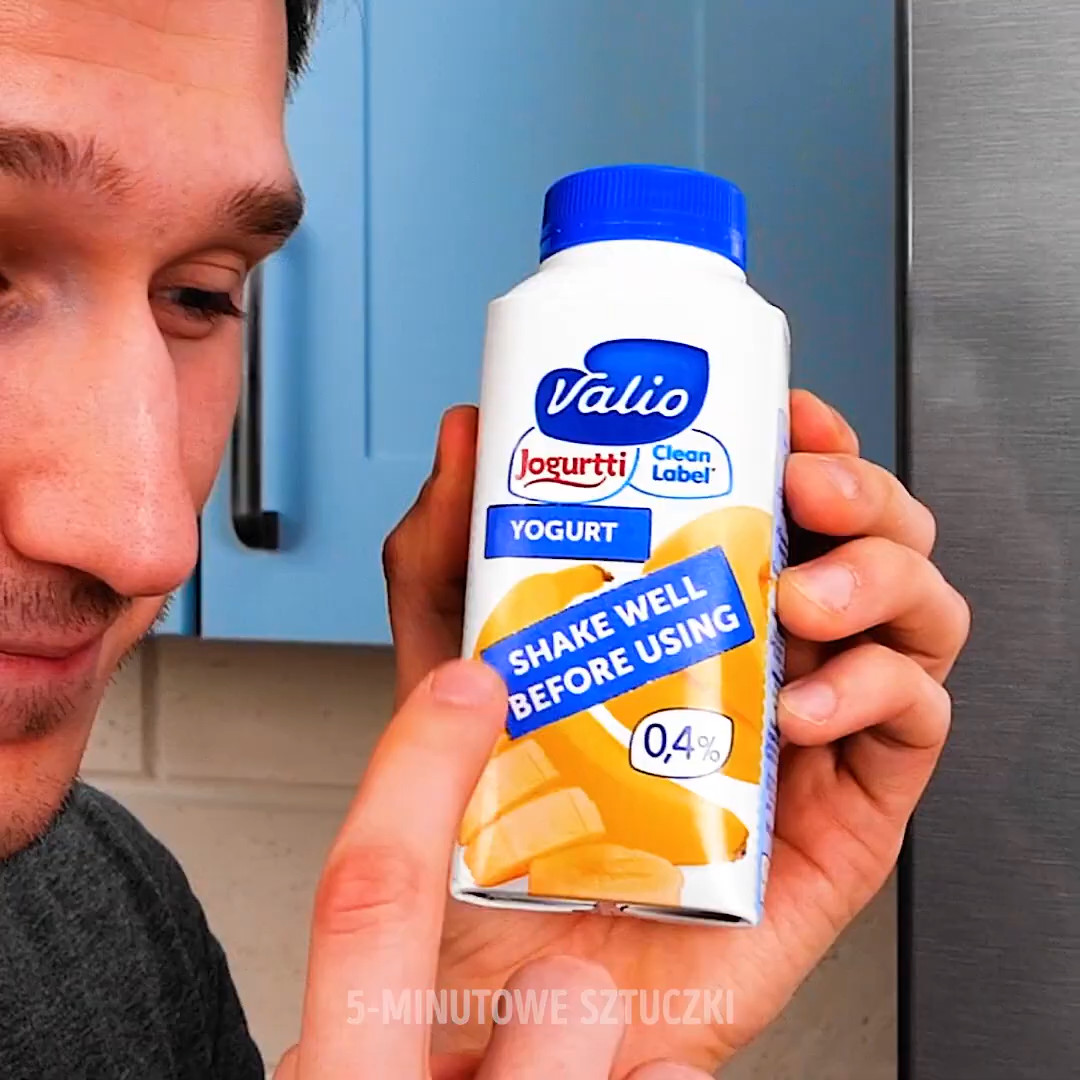 Valio
Jogurtti
Clean
Label*
YOGURT
SHAKE WELL
BEFORE USING
0,4%
5-MINUTOWE SZTUCZKI